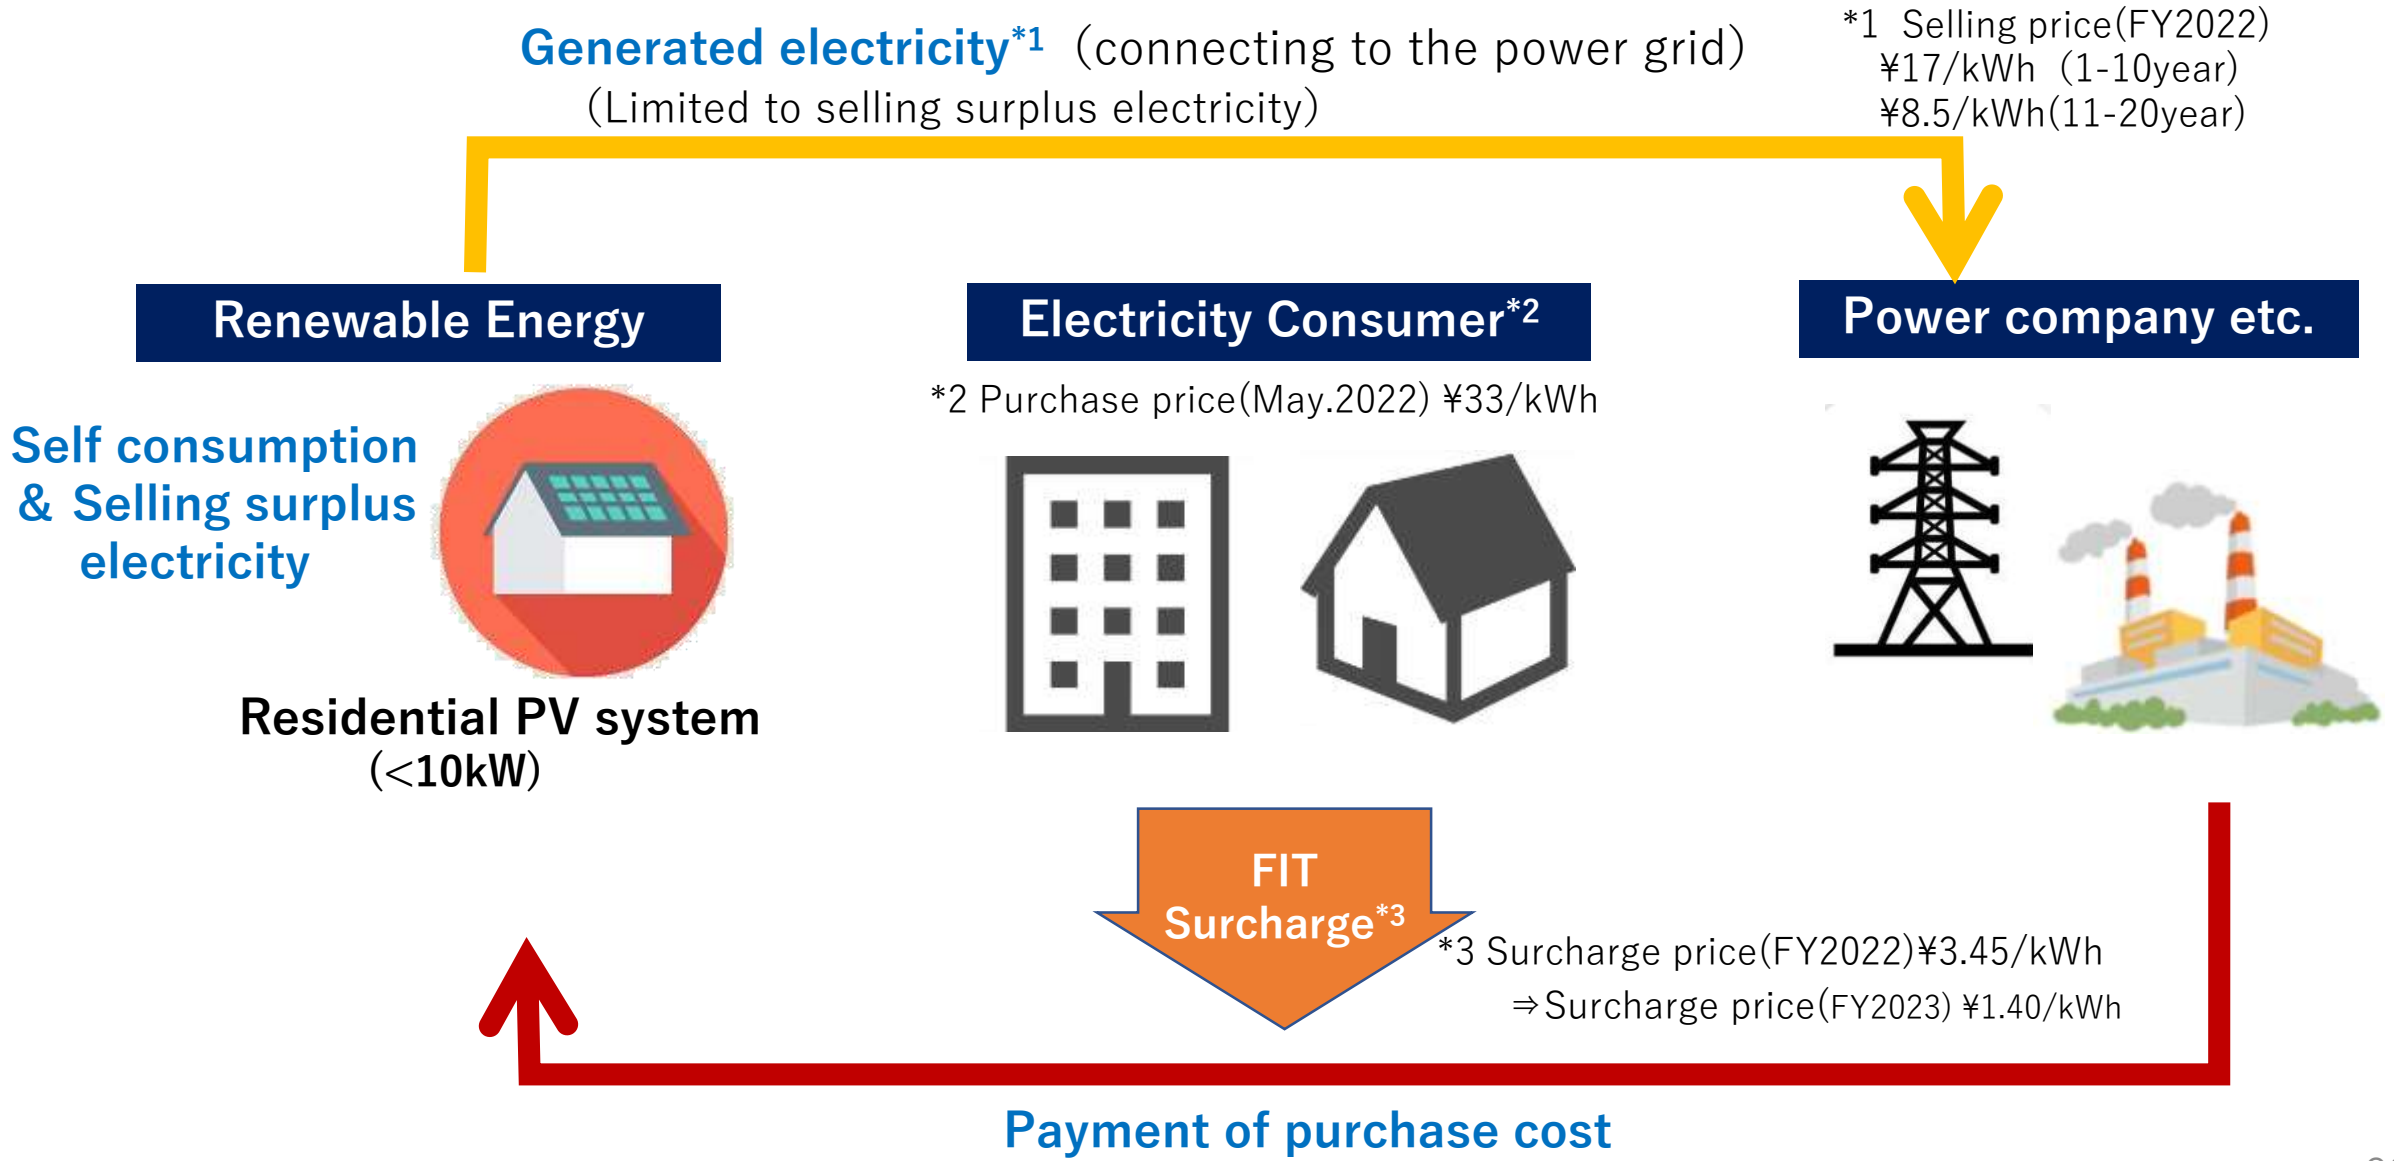 Generated electricity*1 (connecting to the power grid)
(Limited to selling surplus electricity)
*1 Selling price(FY2022)
¥17/kWh (1-10year)
¥8.5/kWh(11-20year)
Renewable Energy
Electricity Consumer*2
Power company etc.
*2 Purchase price(May.2022) ¥33/kWh
Self consumption
& Selling surplus
electricity
Residential PV system
(<10kW)
FIT
Surcharge*3
*3 Surcharge price(FY2022)¥3.45/kWh
⇒Surcharge price(FY2023) ¥1.40/kWh
Payment of purchase cost